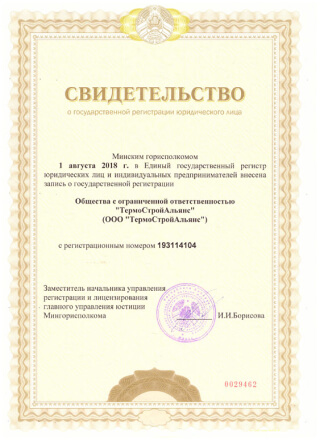 СВИДЕТЕЛЬСТВО
о государственной регистрации юридического лица
Минским горисполкомом
1 августа 2018 г. в Единый государственный регистр
юридических лиц и индивидуальных предпринимателей внесена
запись о государственной регистрации
Общества с ограниченной ответственностью
"ТермоСтройАльянс"
(ООО "ТермоСтройАльянс")
с регистрационным номером 193114104
Заместитель начальника управления
регистрации и лицензирования
главного управления юстиции
Мингорисполкома
И.И.Борисова
0029462